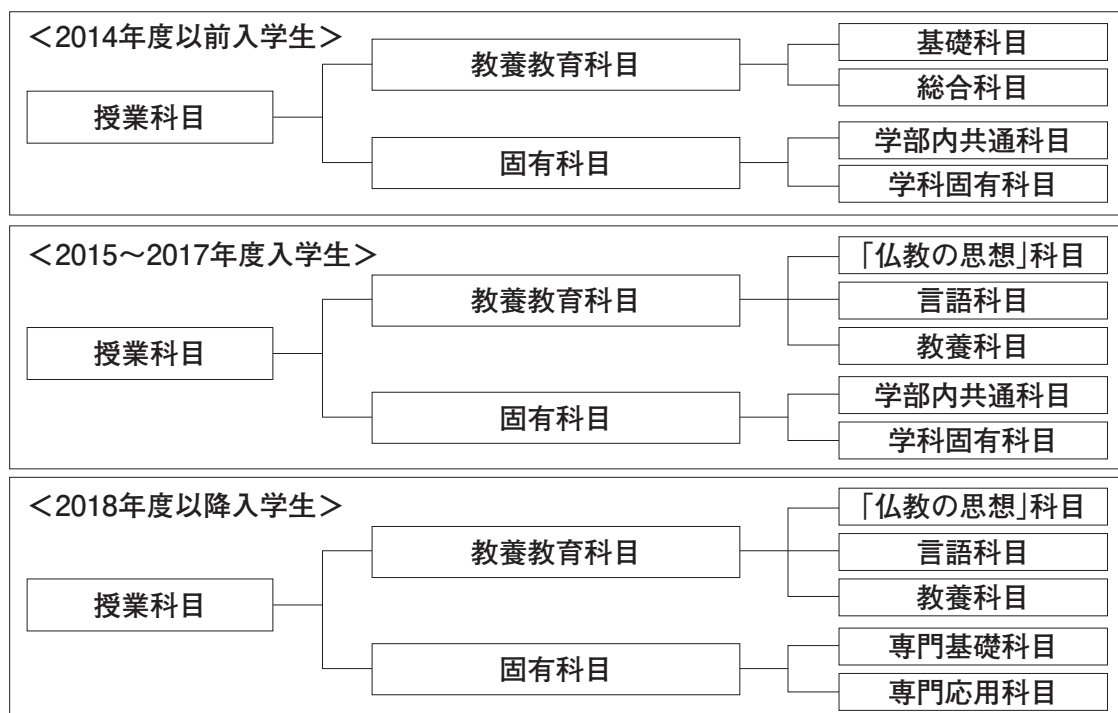 ＜2014年度以前入学生＞
授業科目
教養教育科目
基礎科目
総合科目
固有科目
学部内共通科目
学科固有科目
＜2015〜2017年度入学生＞
授業科目
教養教育科目
「仏教の思想」科目
言語科目
教養科目
固有科目
学部内共通科目
学科固有科目
＜2018年度以降入学生＞
授業科目
教養教育科目
「仏教の思想」科目
言語科目
教養科目
固有科目
専門基礎科目
専門応用科目